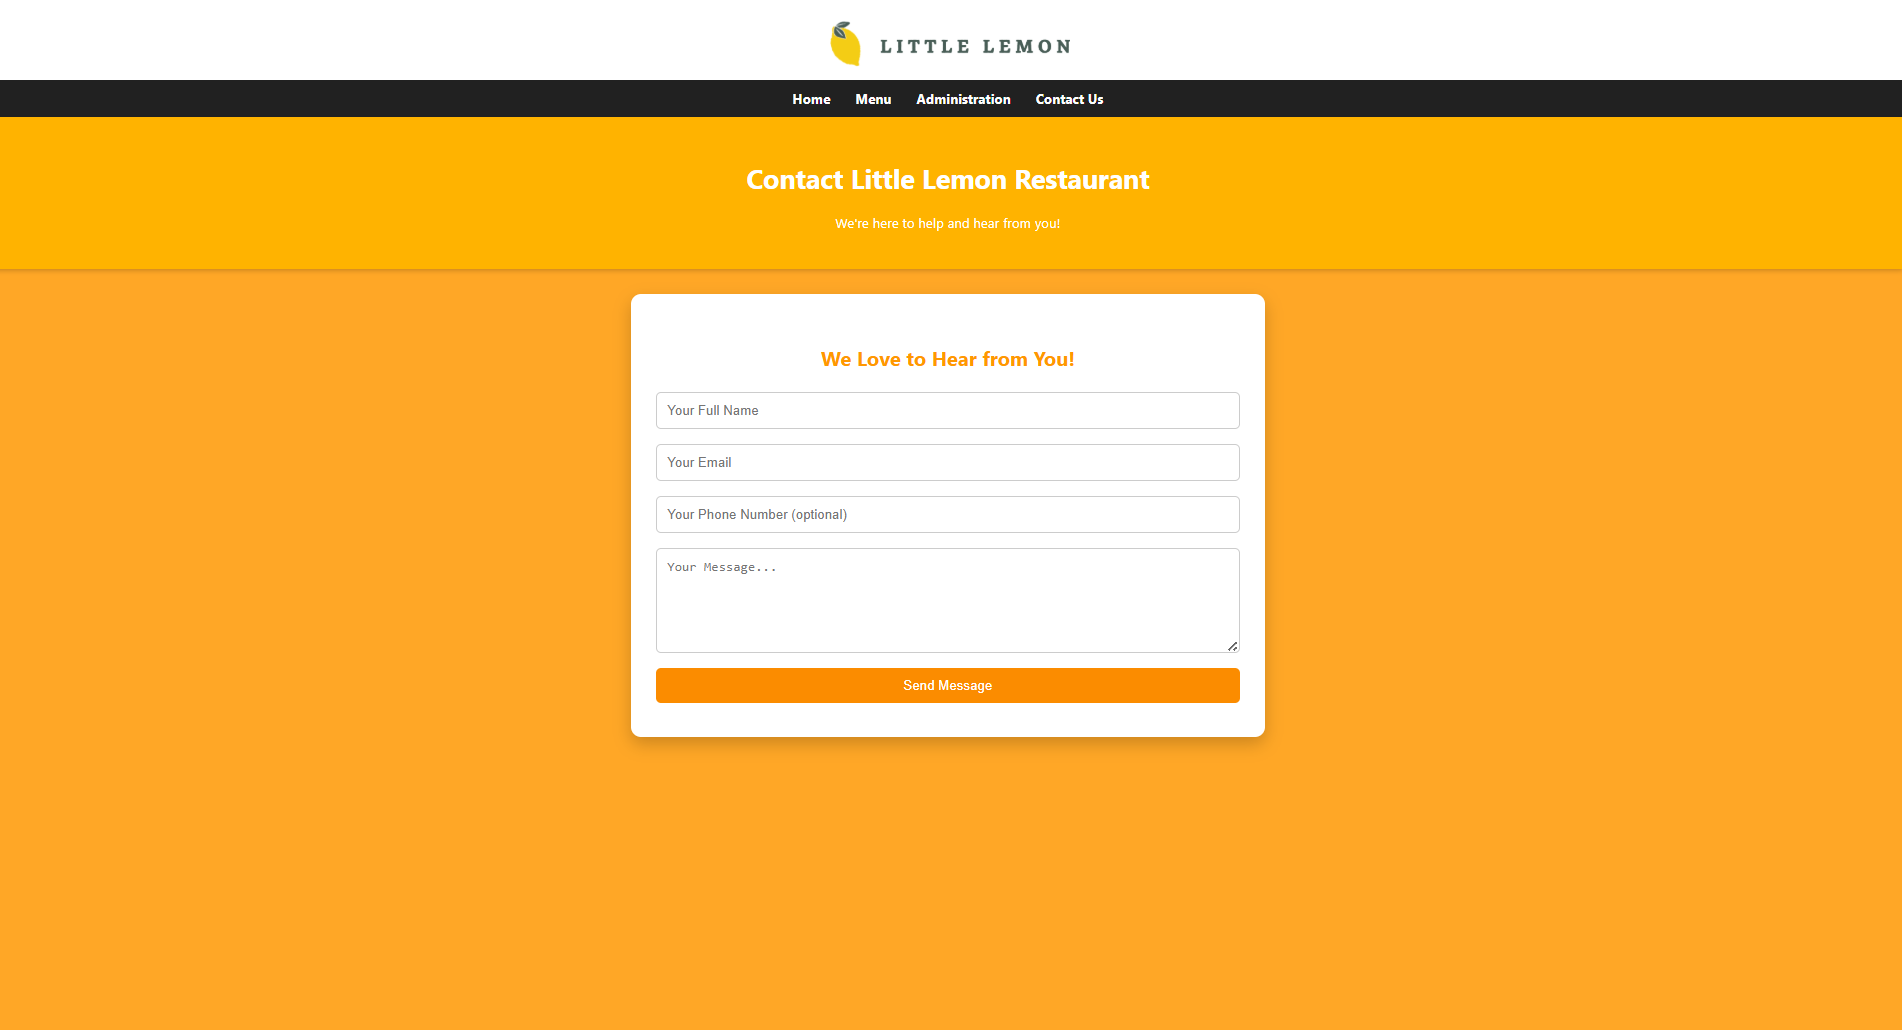 LITTLE LEMON
Home Menu Administration Contact Us
Contact Little Lemon Restaurant
We're here to help and hear from you!
We Love to Hear from You!
Your Full Name
Your Email
Your Phone Number (optional)
Your Message...
Send Message